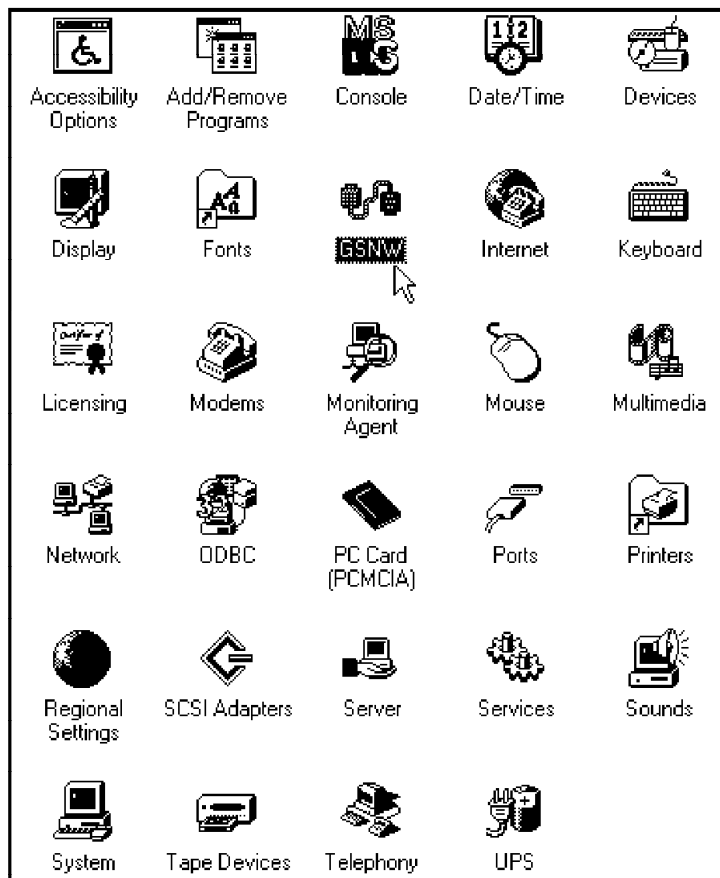 MS
DOS
12
Accessibility
Options
Add/Remove
Programs
Console
Date/Time
Devices
Display
Fonts
GSNW
Internet
Keyboard
Licensing
Modems
Monitoring
Agent
Mouse
Multimedia
Network
ODBC
PC Card
(PCMCIA)
Ports
Printers
Regional
Settings
SCSI Adapters
Server
Services
Sounds
System
Tape Devices
Telephony
UPS